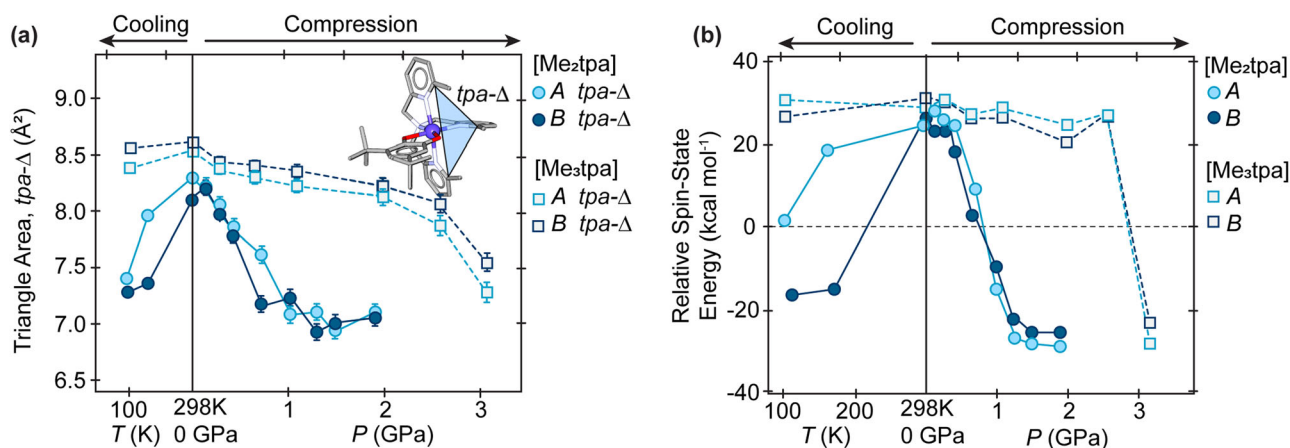 (a)
Cooling
Compression
Triangle Area, tpa-Δ (Å²)
9.0
8.5
8.0
7.5
7.0
6.5
tpa-Δ
[Me₂tpa]
A tpa-Δ
B tpa-Δ
[Me₃tpa]
A tpa-Δ
B tpa-Δ
100 298K 1 2 3
T (K) 0 GPa P (GPa)
(b)
Cooling
Compression
Relative Spin-State
Energy (kcal mol⁻¹)
40
20
0
-20
-40
[Me₂tpa]
A
B
[Me₃tpa]
A
B
100 200 298K 1 2 3
T (K) 0 GPa P (GPa)